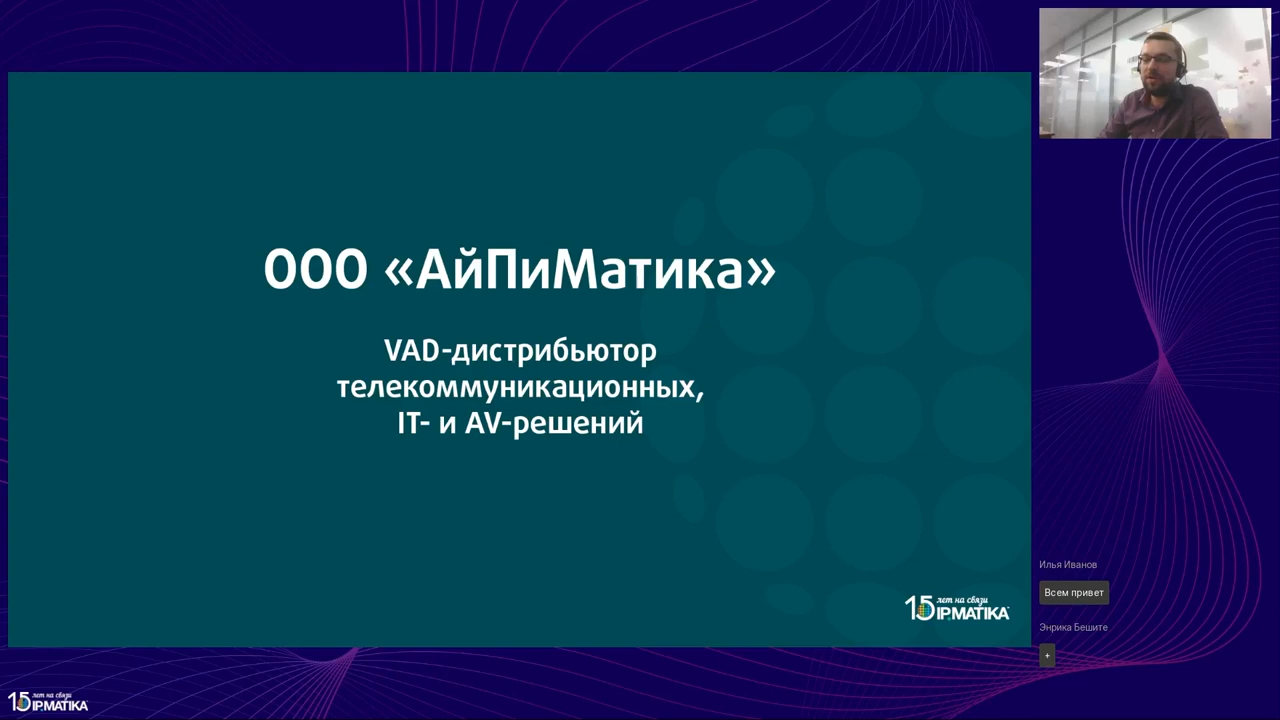 ООО «АйПиМатика»
VAD-дистрибьютор
телекоммуникационных,
IT- и AV-решений
15 лет на связи
IPMATIKA
Илья Иванов
Всем привет
Энрика Бешите
+
15 лет на связи
IPMATIKA